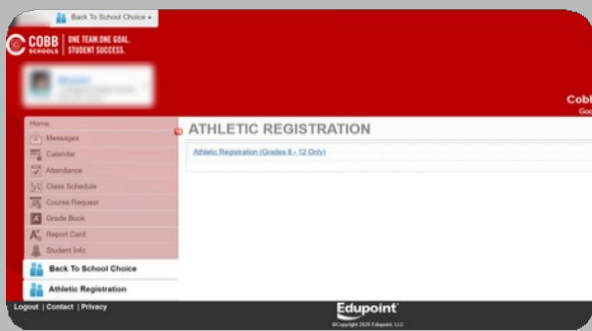 Back To School Choice
COBB SCHOOLS
ONE TEAM. ONE GOAL.
STUDENT SUCCESS.
Cobb
Goo
Home
Messages
Calendar
Attendance
Class Schedule
Course Request
Grade Book
Report Card
Student Info
Back To School Choice
Athletic Registration
ATHLETIC REGISTRATION
Athletic Registration (Grades 8 - 12 Only)
Logout | Contact | Privacy
Edupoint
©Copyright 2020 Edupoint, LLC